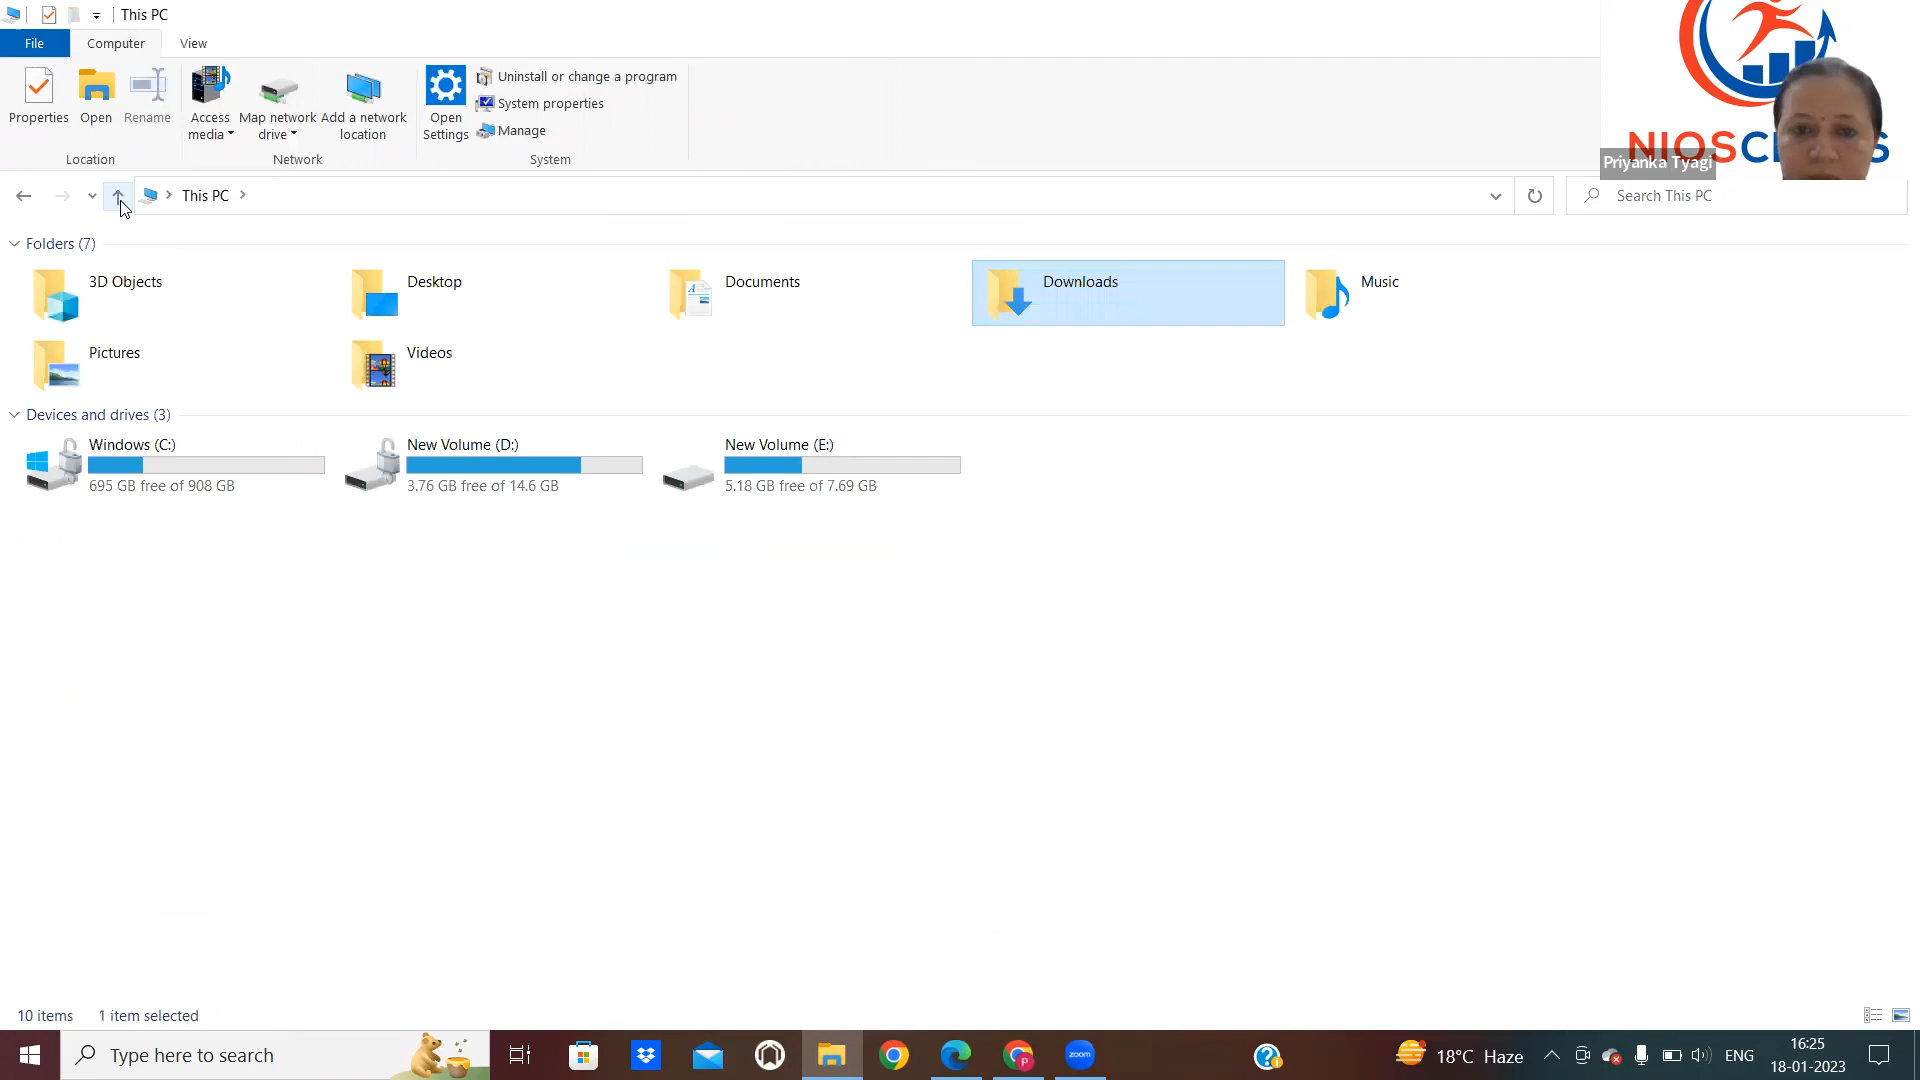 This PC
File
Computer
View
Properties
Open
Rename
Access media
Map network drive
Add a network location
Open Settings
Uninstall or change a program
System properties
Manage
Location
Network
System
NIOSCL S
Priyanka Tyagi
This PC
Search This PC
Folders (7)
3D Objects
Desktop
Documents
Downloads
Music
Pictures
Videos
Devices and drives (3)
Windows (C:)
695 GB free of 908 GB
New Volume (D:)
3.76 GB free of 14.6 GB
New Volume (E:)
5.18 GB free of 7.69 GB
10 items
1 item selected
Type here to search
zoom
18°C Haze
ENG
16:25
18-01-2023